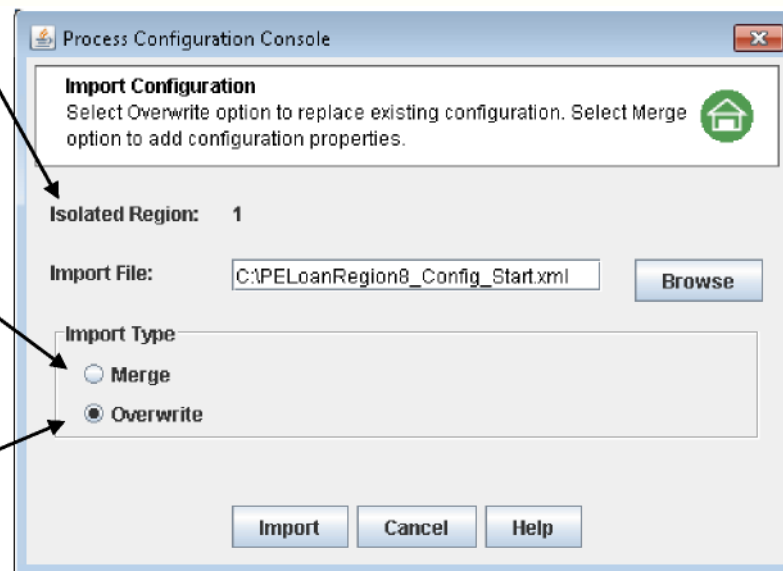 Process Configuration Console
Import Configuration
Select Overwrite option to replace existing configuration. Select Merge
option to add configuration properties.
Isolated Region: 1
Import File: C:\PELoanRegion8_Config_Start.xml Browse
Import Type
Merge
Overwrite
Import Cancel Help